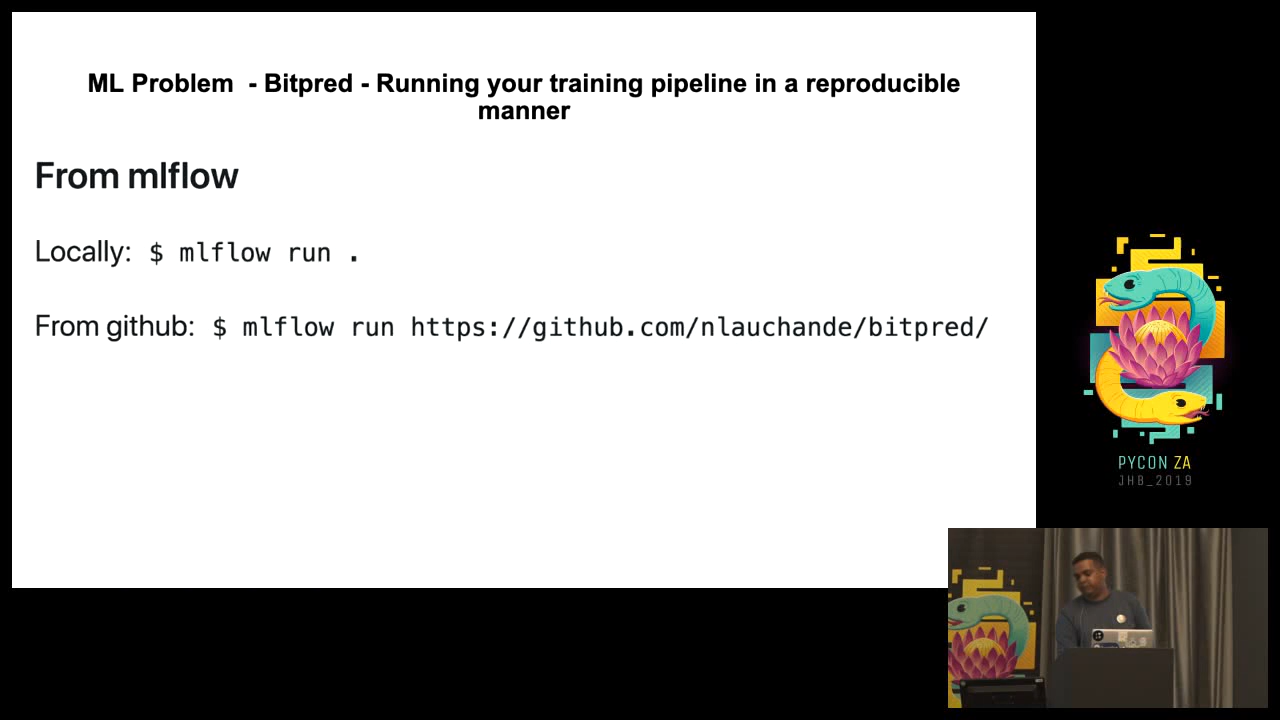 ML Problem  - Bitpred - Running your training pipeline in a reproducible
manner
From mlflow
Locally: $ mlflow run .
From github: $ mlflow run https://github.com/nlauchande/bitpred/
PYCON ZA
JHB_2019